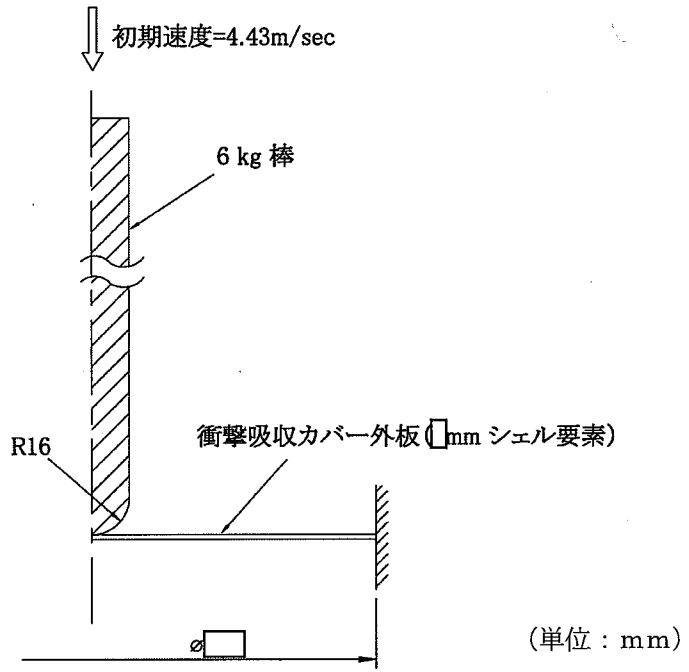 初期速度=4.43m/sec
6 kg 棒
R16
衝撃吸収カバー外板(□mm シェル要素)
φ□
(単位：mm)